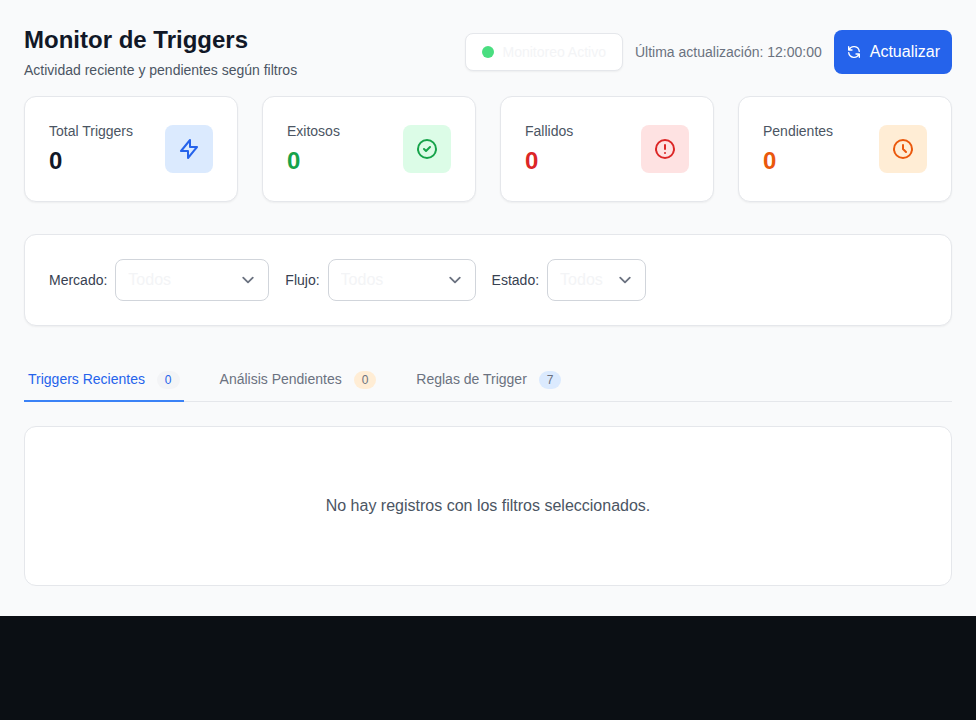 Monitor de Triggers
Actividad reciente y pendientes según filtros
Monitoreo Activo
Última actualización: 12:00:00
Actualizar
Total Triggers
0
Exitosos
0
Fallidos
0
Pendientes
0
Mercado: Todos Flujo: Todos Estado: Todos
Triggers Recientes 0 Análisis Pendientes 0 Reglas de Trigger 7
No hay registros con los filtros seleccionados.